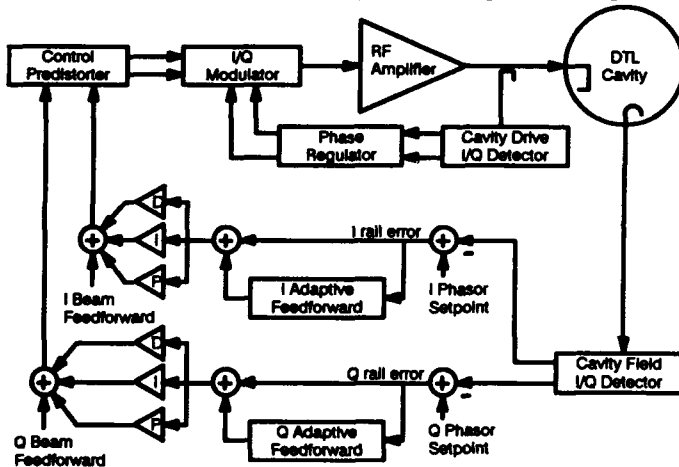 Control
Predistorter
I/Q
Modulator
RF
Amplifier
DTL
Cavity
Phase
Regulator
Cavity Drive
I/Q Detector
D
I
P
I rail error
I Adaptive
Feedforward
I Beam
Feedforward
I Phasor
Setpoint
Cavity Field
I/Q Detector
D
I
P
Q rail error
Q Adaptive
Feedforward
Q Beam
Feedforward
Q Phasor
Setpoint